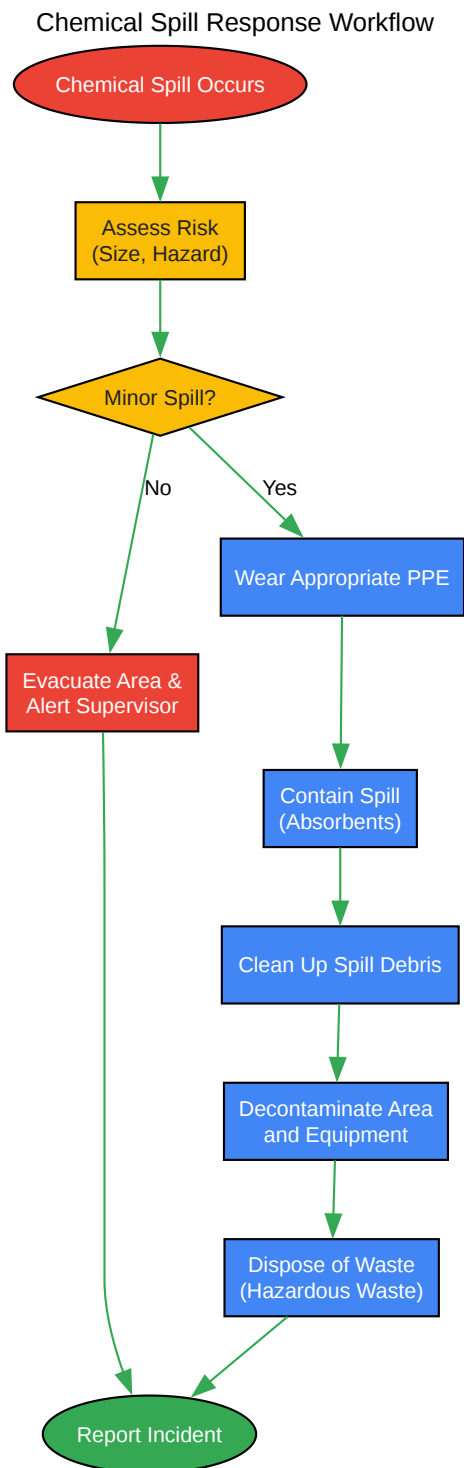 Chemical Spill Response Workflow
Chemical Spill Occurs
Assess Risk
(Size, Hazard)
Minor Spill?
No
Yes
Wear Appropriate PPE
Evacuate Area &
Alert Supervisor
Contain Spill
(Absorbents)
Clean Up Spill Debris
Decontaminate Area
and Equipment
Dispose of Waste
(Hazardous Waste)
Report Incident